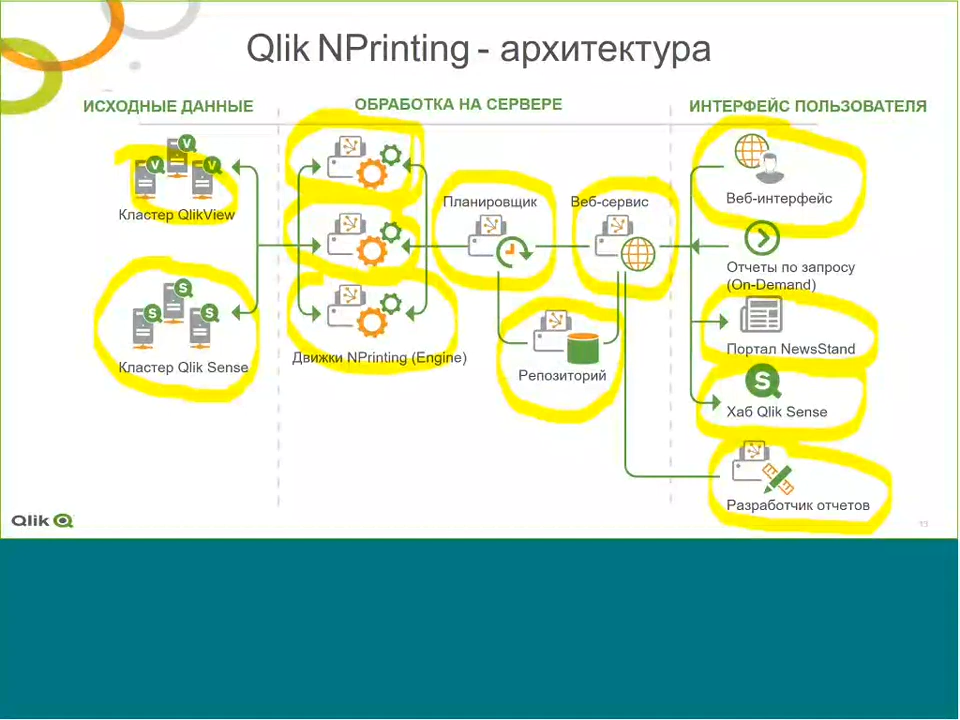 Qlik NPrinting - архитектура
ИСХОДНЫЕ ДАННЫЕ
ОБРАБОТКА НА СЕРВЕРЕ
ИНТЕРФЕЙС ПОЛЬЗОВАТЕЛЯ
V
V
V
Кластер QlikView
S
S
S
Кластер Qlik Sense
Движки NPrinting (Engine)
Планировщик
Веб-сервис
Репозиторий
Веб-интерфейс
Отчеты по запросу
(On-Demand)
Портал NewsStand
S
Хаб Qlik Sense
Разработчик отчетов
Qlik
13